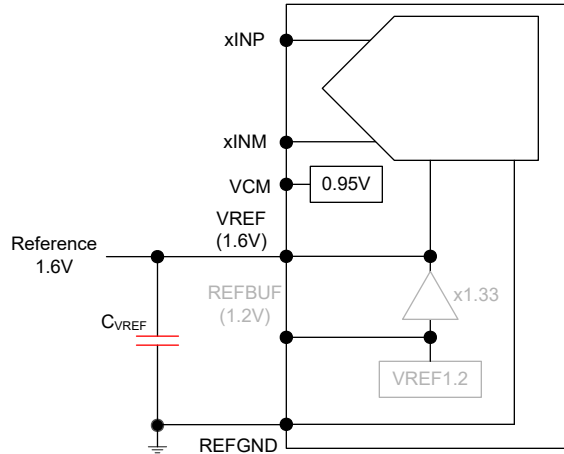 xINP
xINM
VCM
0.95V
VREF
(1.6V)
Reference
1.6V
REFBUF
(1.2V)
x1.33
CVREF
VREF1.2
REFGND